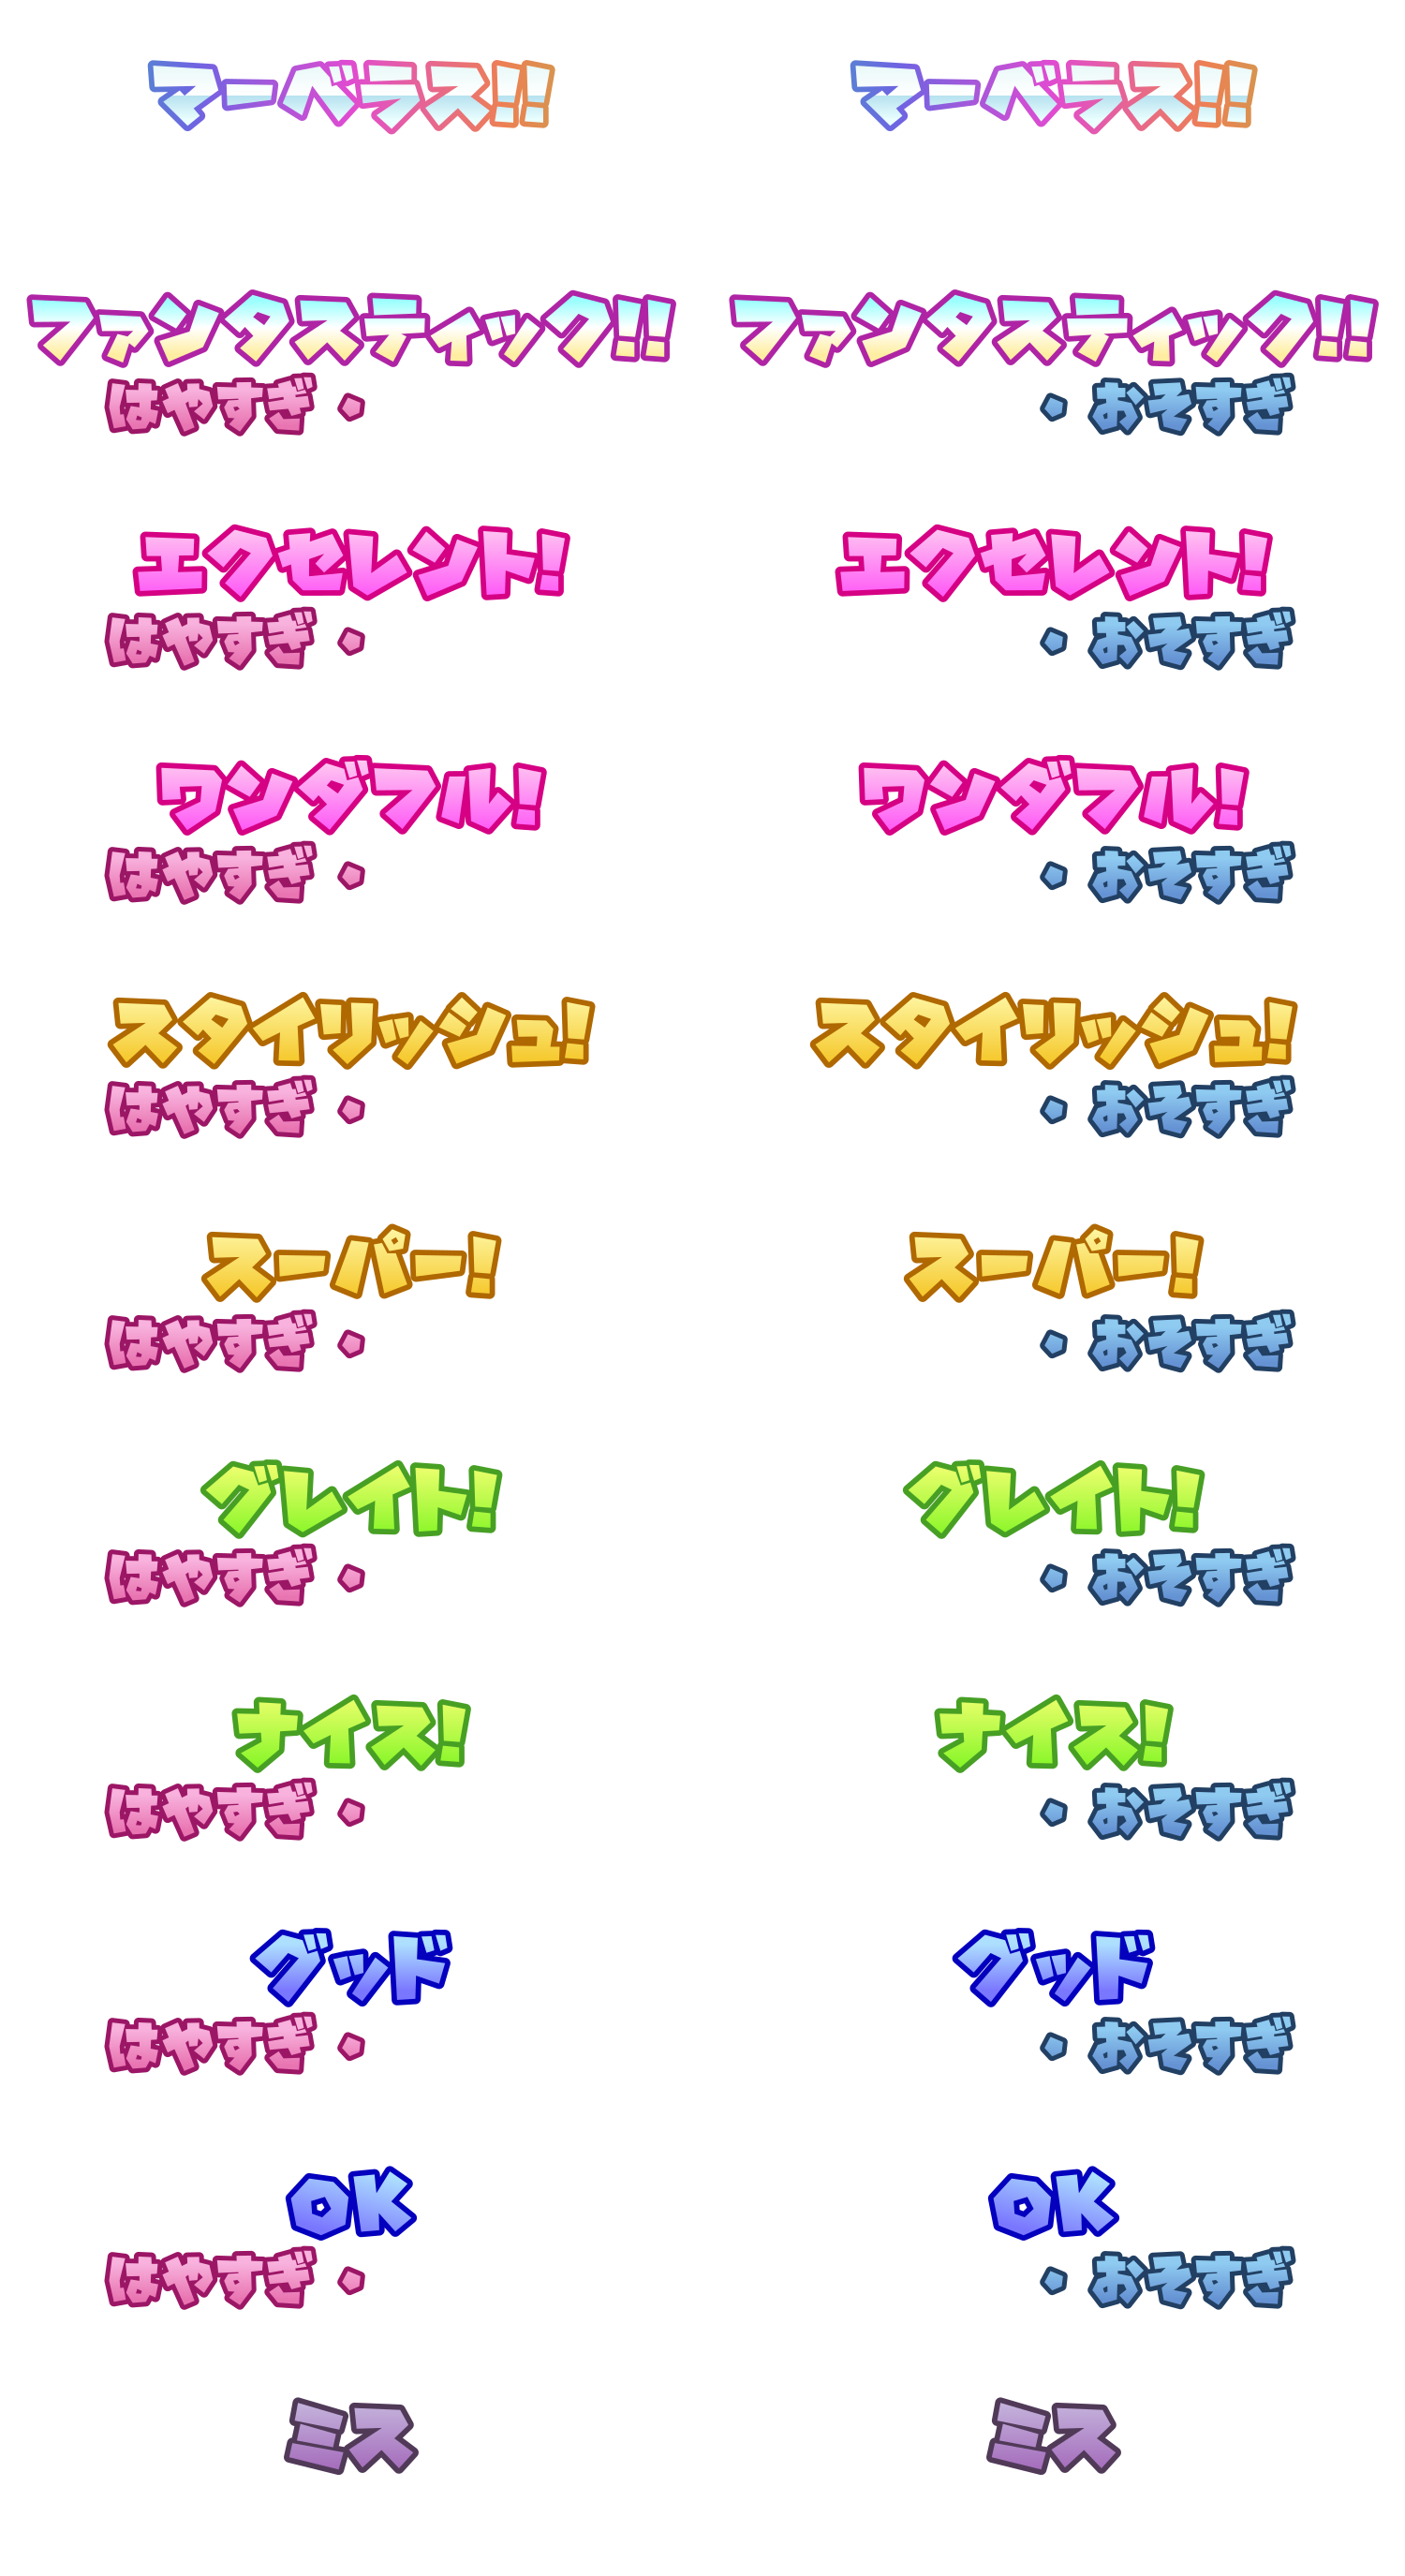 マーベラス!! マーベラス!!
ファンタスティック!! ファンタスティック!!
はやすぎ・ ・おそすぎ
エクセレント! エクセレント!
はやすぎ・ ・おそすぎ
ワンダフル! ワンダフル!
はやすぎ・ ・おそすぎ
スタイリッシュ! スタイリッシュ!
はやすぎ・ ・おそすぎ
スーパー! スーパー!
はやすぎ・ ・おそすぎ
グレイト! グレイト!
はやすぎ・ ・おそすぎ
ナイス! ナイス!
はやすぎ・ ・おそすぎ
グッド グッド
はやすぎ・ ・おそすぎ
OK OK
はやすぎ・ ・おそすぎ
ミス ミス